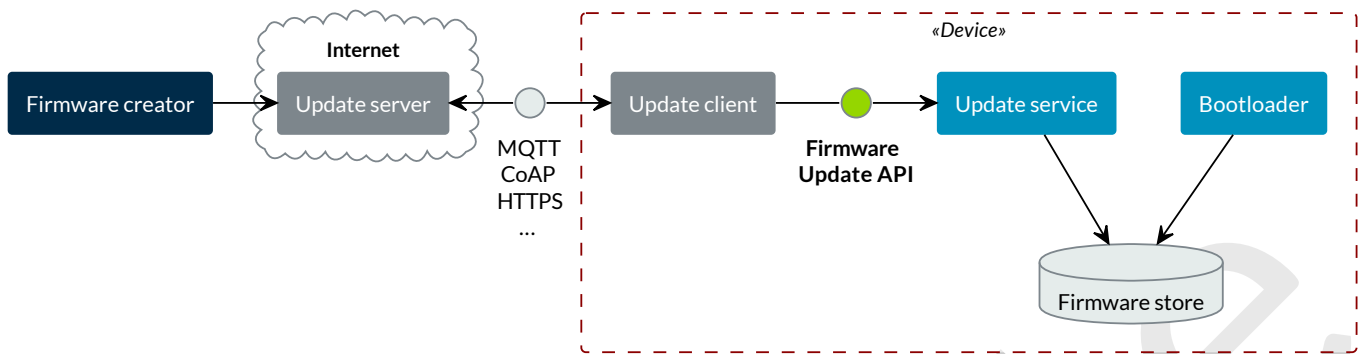 «Device»
Internet
Firmware creator
Update server
Update client
Update service
Bootloader
MQTT
CoAP
HTTPS
...
Firmware
Update API
Firmware store